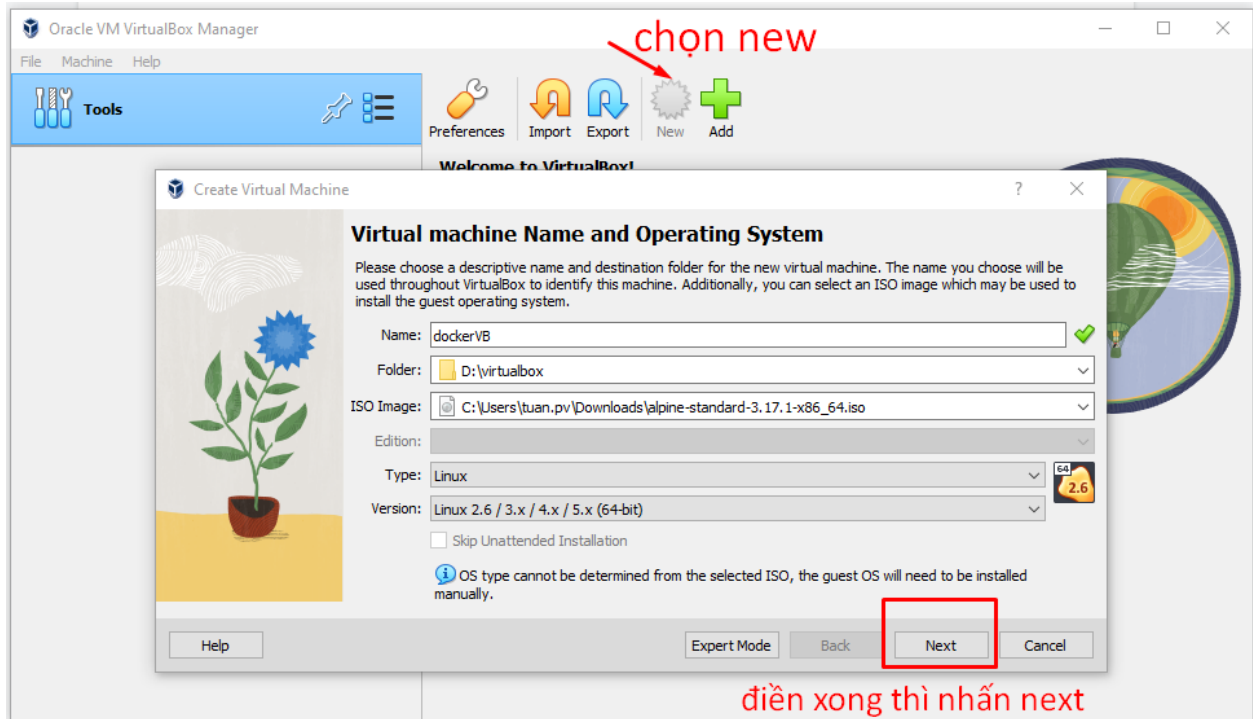 Oracle VM VirtualBox Manager
chọn new
File Machine Help
Tools
Preferences Import Export New Add
Welcome to VirtualBox!
Create Virtual Machine
?
Virtual machine Name and Operating System
Please choose a descriptive name and destination folder for the new virtual machine. The name you choose will be
used throughout VirtualBox to identify this machine. Additionally, you can select an ISO image which may be used to
install the guest operating system.
Name: dockerVB
Folder: D:\virtualbox
ISO Image: C:\Users\tuan.pv\Downloads\alpine-standard-3.17.1-x86_64.iso
Edition:
Type: Linux
64
2.6
Version: Linux 2.6 / 3.x / 4.x / 5.x (64-bit)
Skip Unattended Installation
OS type cannot be determined from the selected ISO, the guest OS will need to be installed
manually.
Help Expert Mode Back Next Cancel
điền xong thì nhấn next